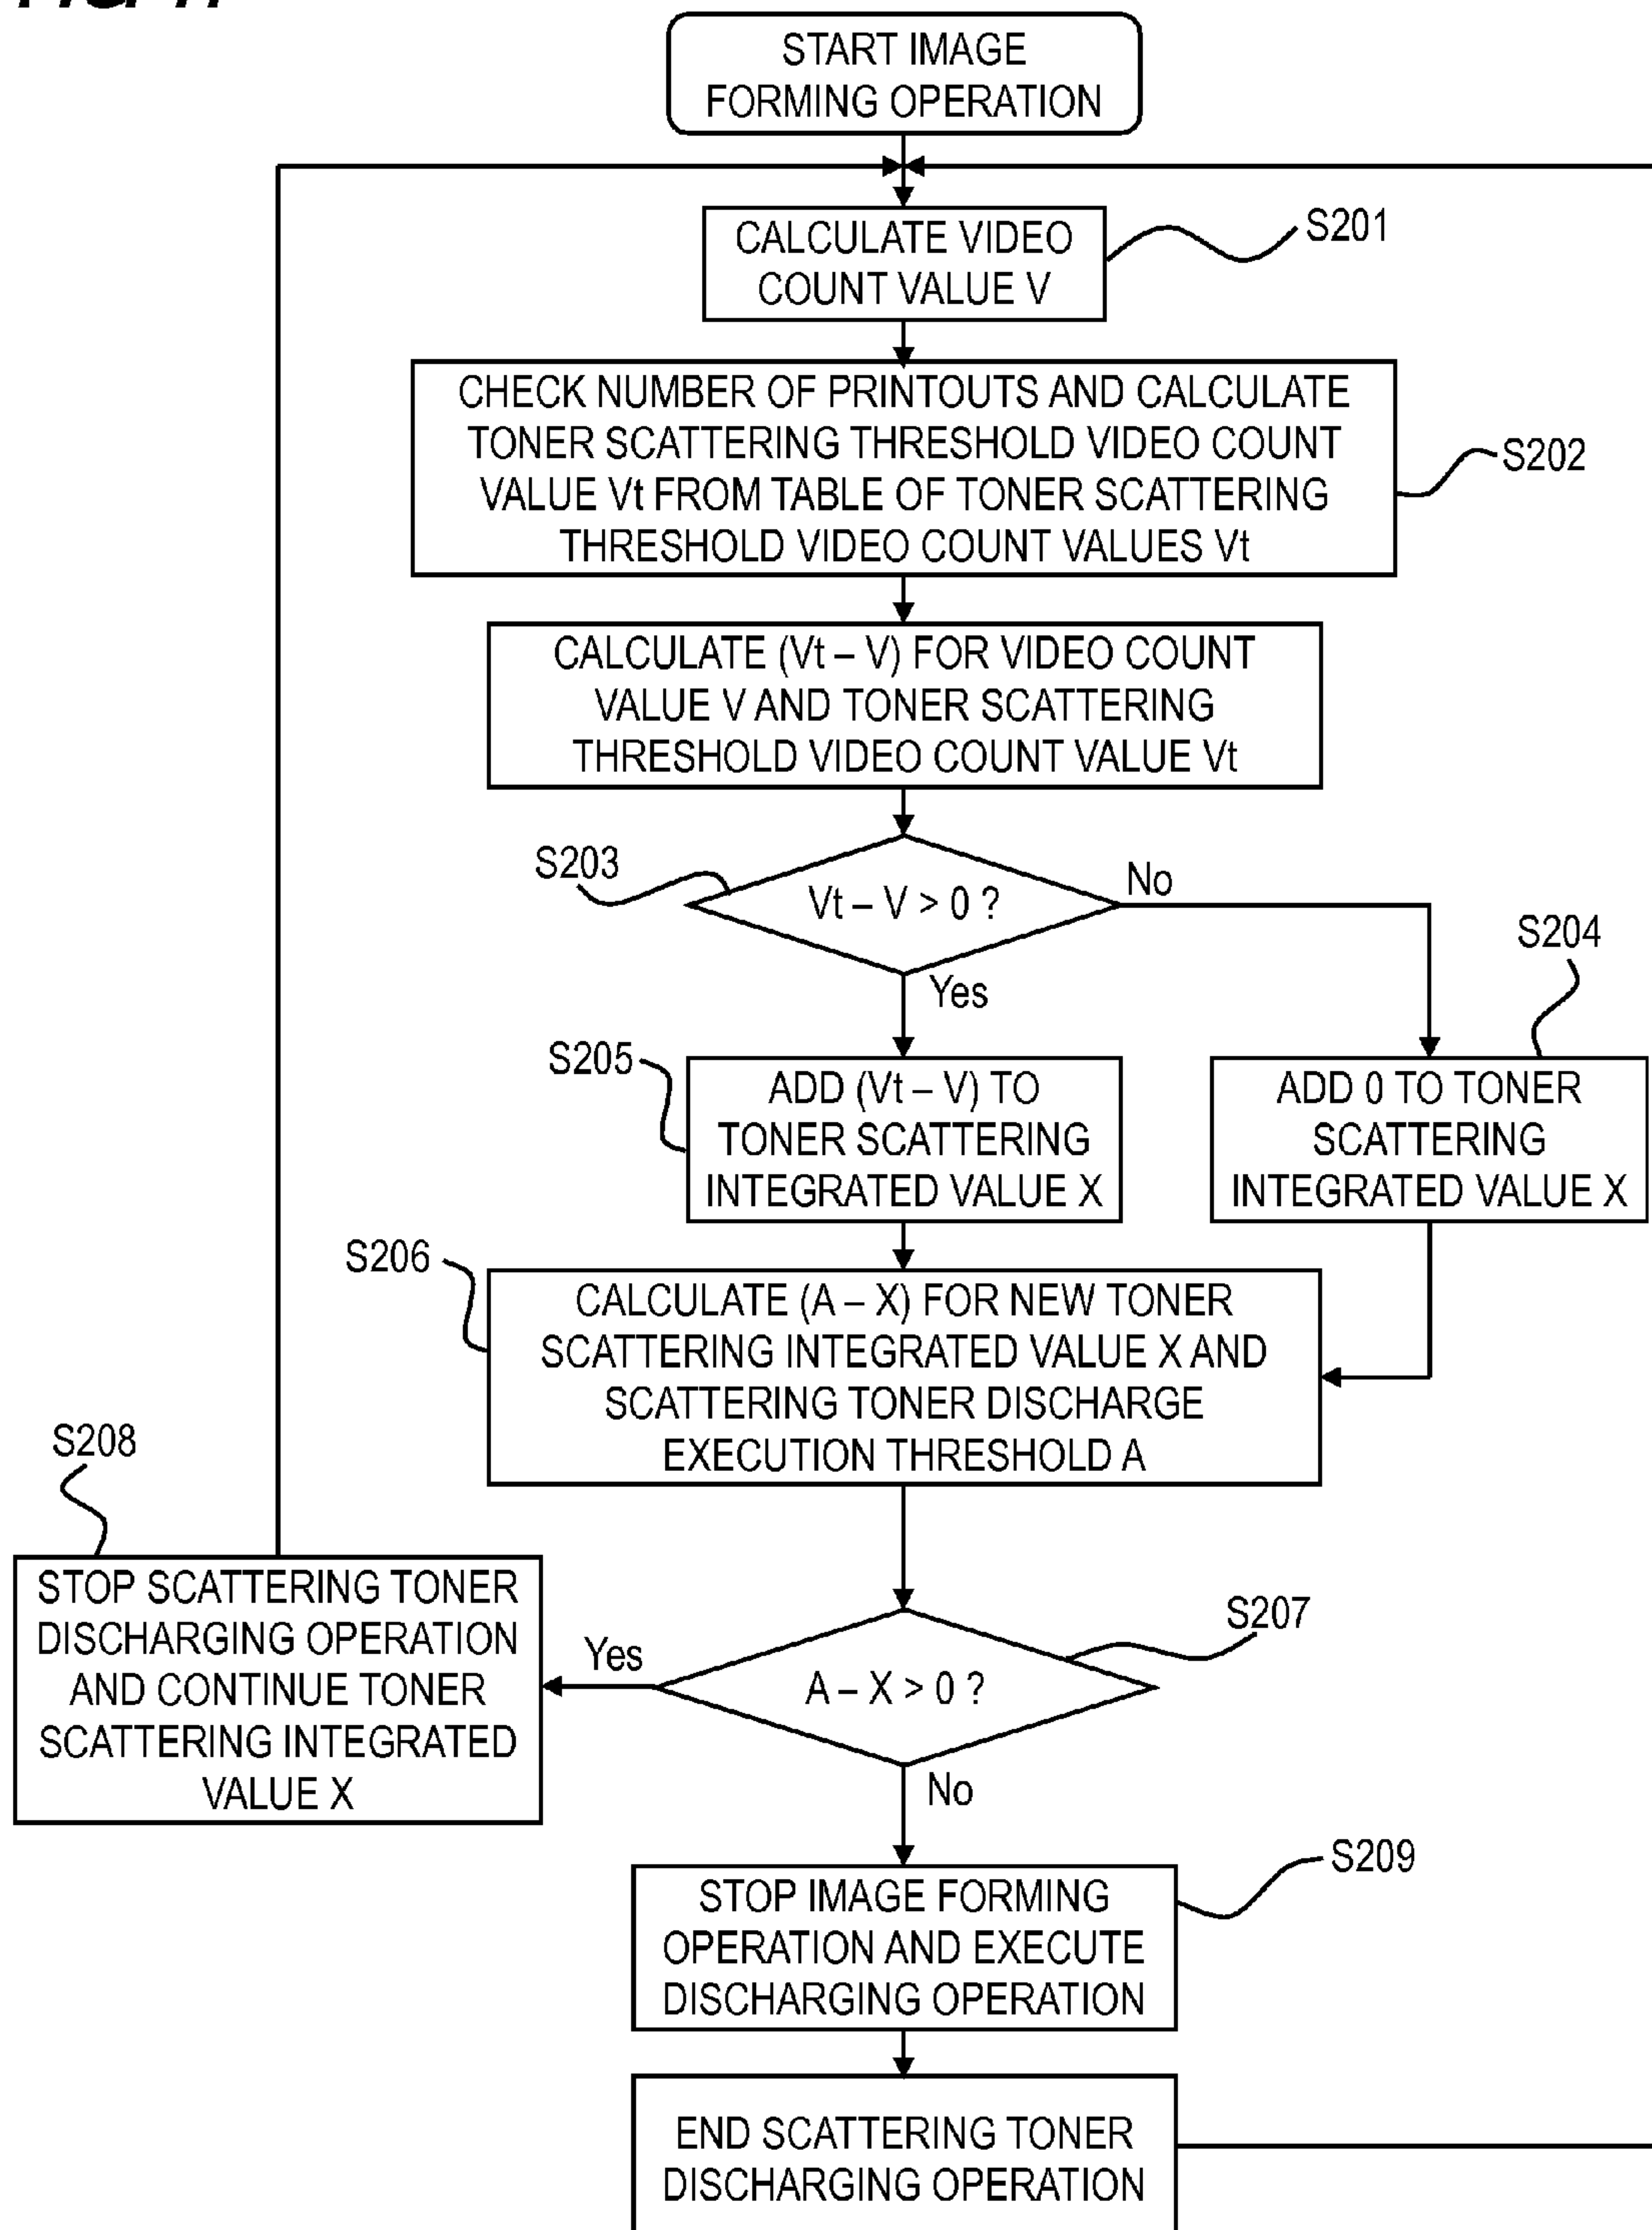 START IMAGE
FORMING OPERATION
CALCULATE VIDEO
COUNT VALUE V
S201
CHECK NUMBER OF PRINTOUTS AND CALCULATE
TONER SCATTERING THRESHOLD VIDEO COUNT
VALUE Vt FROM TABLE OF TONER SCATTERING
THRESHOLD VIDEO COUNT VALUES Vt
S202
CALCULATE (Vt – V) FOR VIDEO COUNT
VALUE V AND TONER SCATTERING
THRESHOLD VIDEO COUNT VALUE Vt
S203
Vt – V > 0 ?
No
Yes
S204
S205
ADD (Vt – V) TO
TONER SCATTERING
INTEGRATED VALUE X
ADD 0 TO TONER
SCATTERING
INTEGRATED VALUE X
S206
CALCULATE (A – X) FOR NEW TONER
SCATTERING INTEGRATED VALUE X AND
SCATTERING TONER DISCHARGE
EXECUTION THRESHOLD A
S208
STOP SCATTERING TONER
DISCHARGING OPERATION
AND CONTINUE TONER
SCATTERING INTEGRATED
VALUE X
Yes
A – X > 0 ?
S207
No
S209
STOP IMAGE FORMING
OPERATION AND EXECUTE
DISCHARGING OPERATION
END SCATTERING TONER
DISCHARGING OPERATION